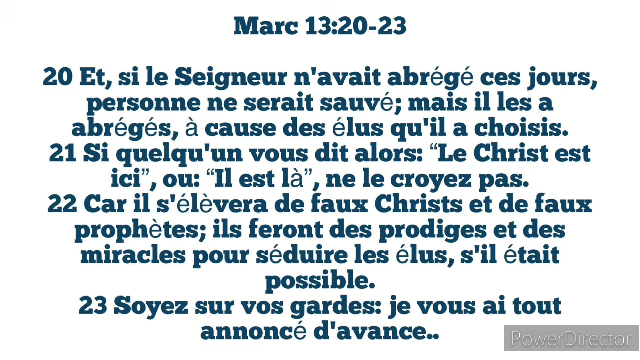 Marc 13:20-23
20 Et, si le Seigneur n'avait abrégé ces jours,
personne ne serait sauvé; mais il les a
abrégés, à cause des élus qu'il a choisis.
21 Si quelqu'un vous dit alors: “Le Christ est
ici”, ou: “Il est là”, ne le croyez pas.
22 Car il s'élèvera de faux Christs et de faux
prophètes; ils feront des prodiges et des
miracles pour séduire les élus, s'il était
possible.
23 Soyez sur vos gardes: je vous ai tout
annoncé d'avance..
PowerDirector